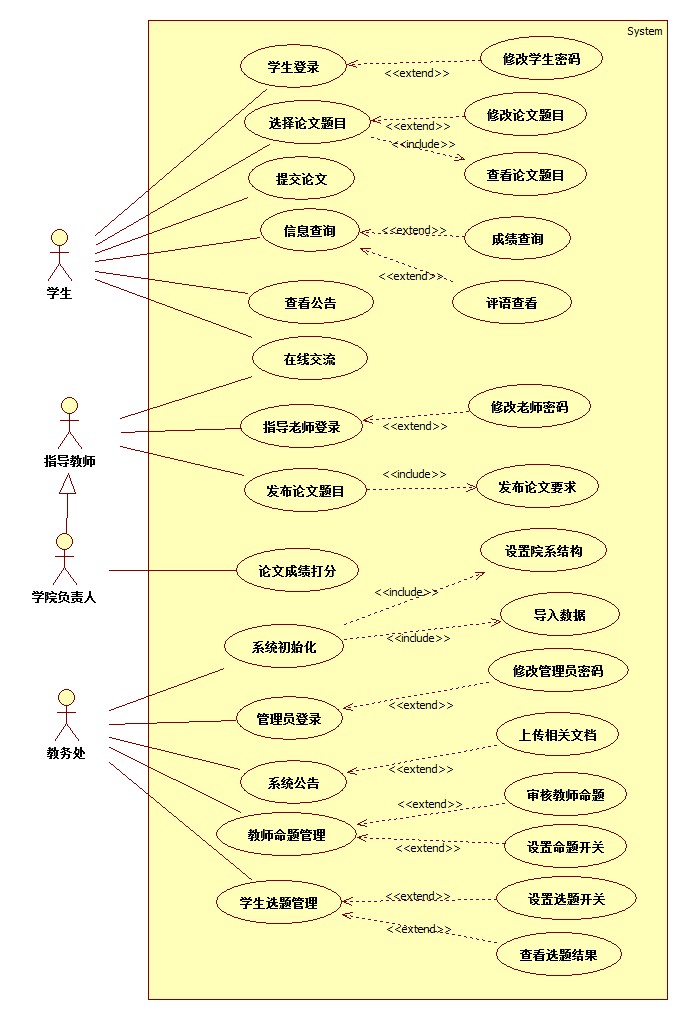 System
学生登录
<<extend>>
修改学生密码
选择论文题目
<<extend>>
修改论文题目
<<include>>
查看论文题目
提交论文
信息查询
<<extend>>
成绩查询
<<extend>>
评语查看
学生
查看公告
在线交流
指导教师
指导老师登录
<<extend>>
修改老师密码
发布论文题目
<<include>>
发布论文要求
学院负责人
论文成绩打分
设置院系结构
<<include>>
系统初始化
<<include>>
导入数据
教务处
管理员登录
<<extend>>
修改管理员密码
系统公告
<<extend>>
上传相关文档
教师命题管理
<<extend>>
审核教师命题
<<extend>>
设置命题开关
学生选题管理
<<extend>>
设置选题开关
<<extend>>
查看选题结果